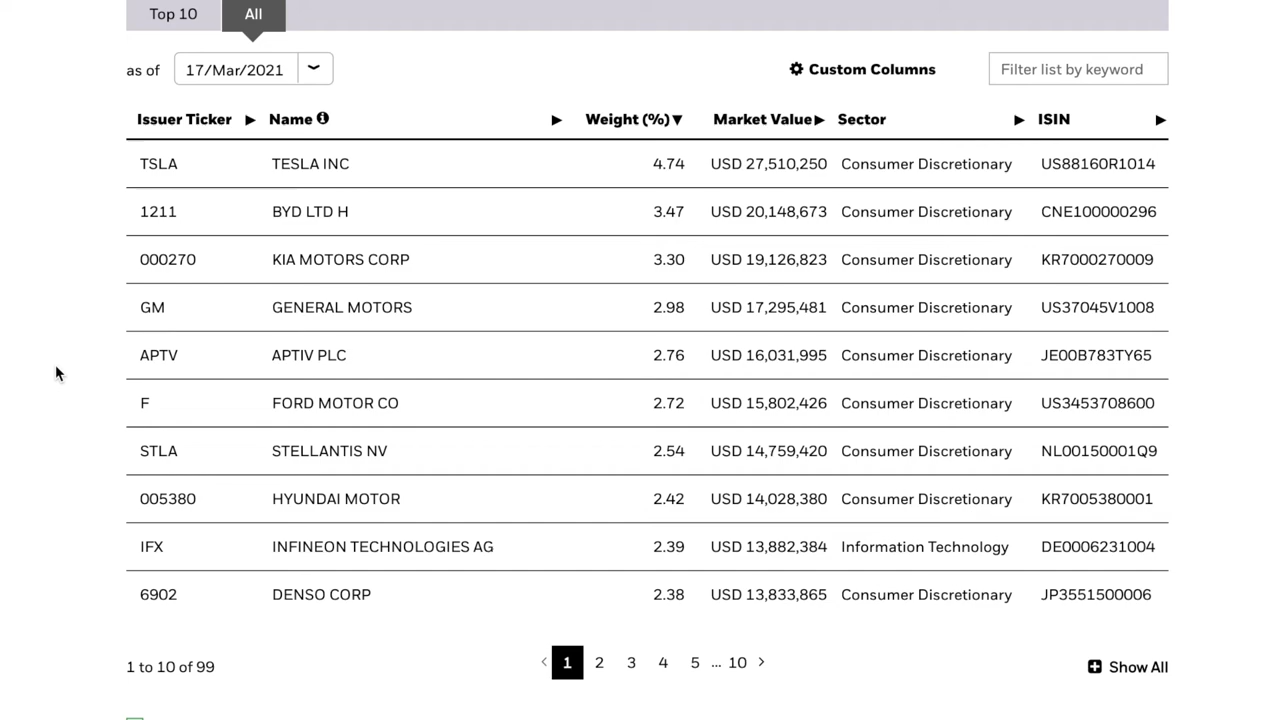 Top 10 All
as of 17/Mar/2021 Custom Columns Filter list by keyword
Issuer Ticker Name Weight (%) Market Value Sector ISIN
TSLA TESLA INC 4.74 USD 27,510,250 Consumer Discretionary US88160R1014
1211 BYD LTD H 3.47 USD 20,148,673 Consumer Discretionary CNE100000296
000270 KIA MOTORS CORP 3.30 USD 19,126,823 Consumer Discretionary KR7000270009
GM GENERAL MOTORS 2.98 USD 17,295,481 Consumer Discretionary US37045V1008
APTV APTIV PLC 2.76 USD 16,031,995 Consumer Discretionary JE00B783TY65
F FORD MOTOR CO 2.72 USD 15,802,426 Consumer Discretionary US3453708600
STLA STELLANTIS NV 2.54 USD 14,759,420 Consumer Discretionary NL00150001Q9
005380 HYUNDAI MOTOR 2.42 USD 14,028,380 Consumer Discretionary KR7005380001
IFX INFINEON TECHNOLOGIES AG 2.39 USD 13,882,384 Information Technology DE0006231004
6902 DENSO CORP 2.38 USD 13,833,865 Consumer Discretionary JP3551500006
1 to 10 of 99 1 2 3 4 5 ... 10 Show All